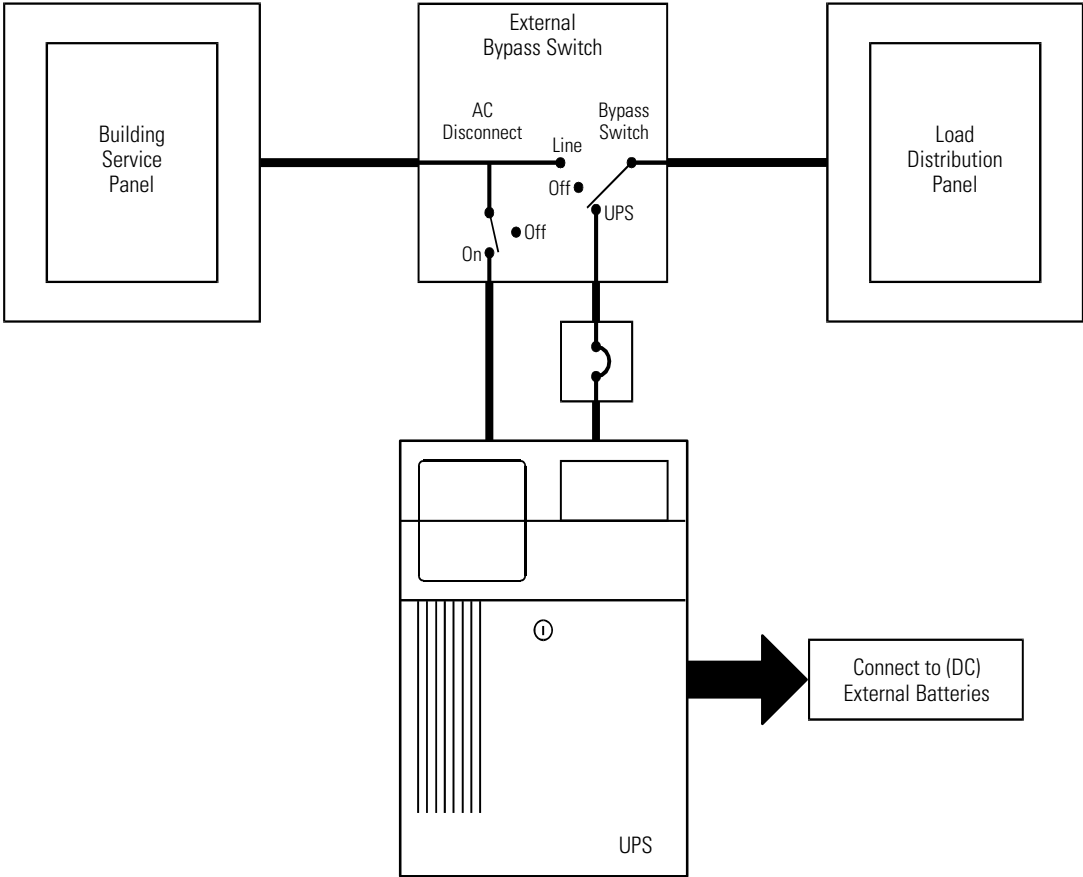 External
Bypass Switch
Building
Service
Panel
AC
Disconnect
Bypass
Switch
Line
Off
UPS
Off
On
Load
Distribution
Panel
Connect to (DC)
External Batteries
UPS